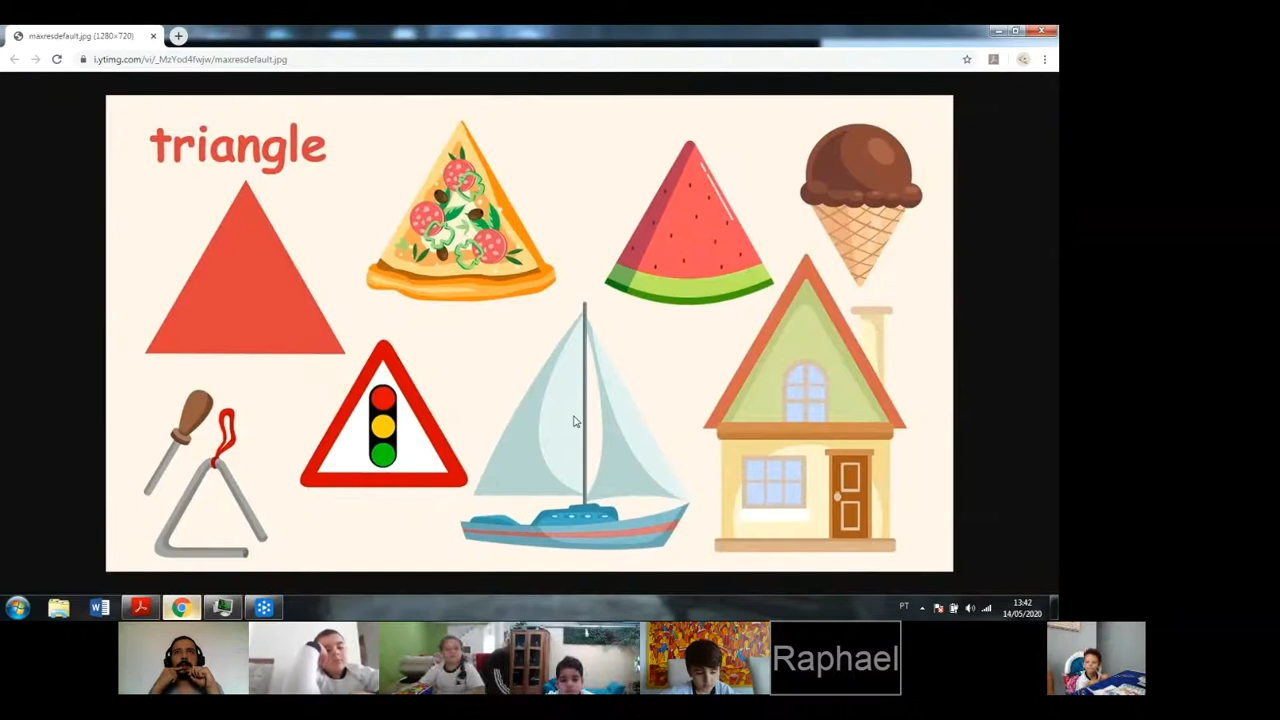 maxresdefault.jpg (1280×720)
i.ytimg.com/vi/_MzYod4fwjw/maxresdefault.jpg
triangle
PT
13:42
14/05/2020
Raphael